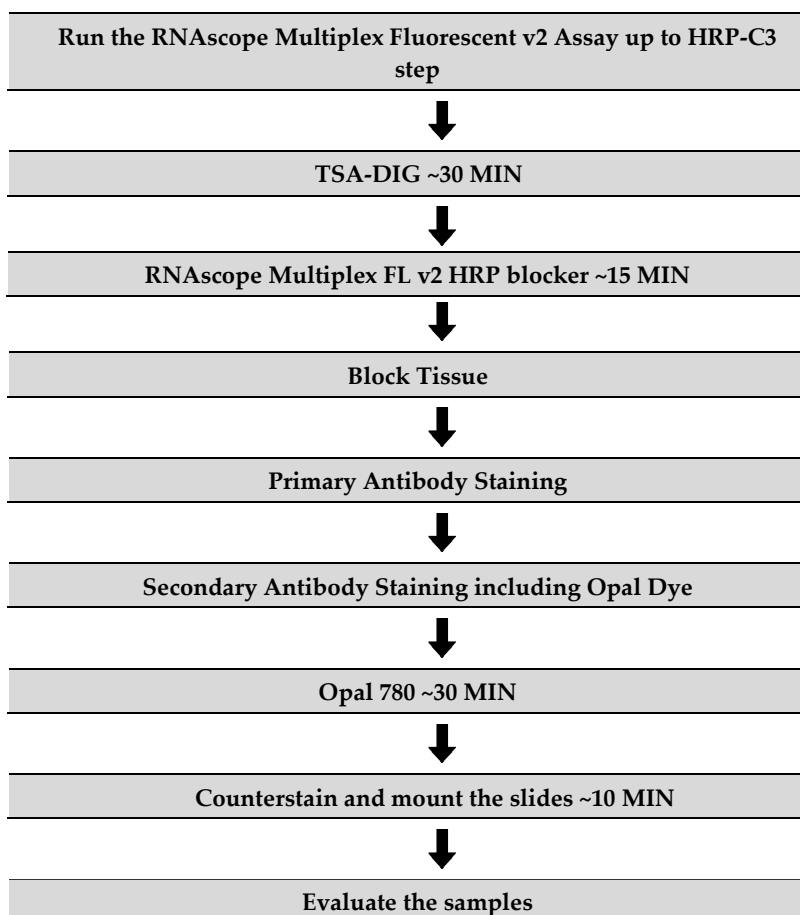 Run the RNAscope Multiplex Fluorescent v2 Assay up to HRP-C3
step
TSA-DIG ~30 MIN
RNAscope Multiplex FL v2 HRP blocker ~15 MIN
Block Tissue
Primary Antibody Staining
Secondary Antibody Staining including Opal Dye
Opal 780 ~30 MIN
Counterstain and mount the slides ~10 MIN
Evaluate the samples